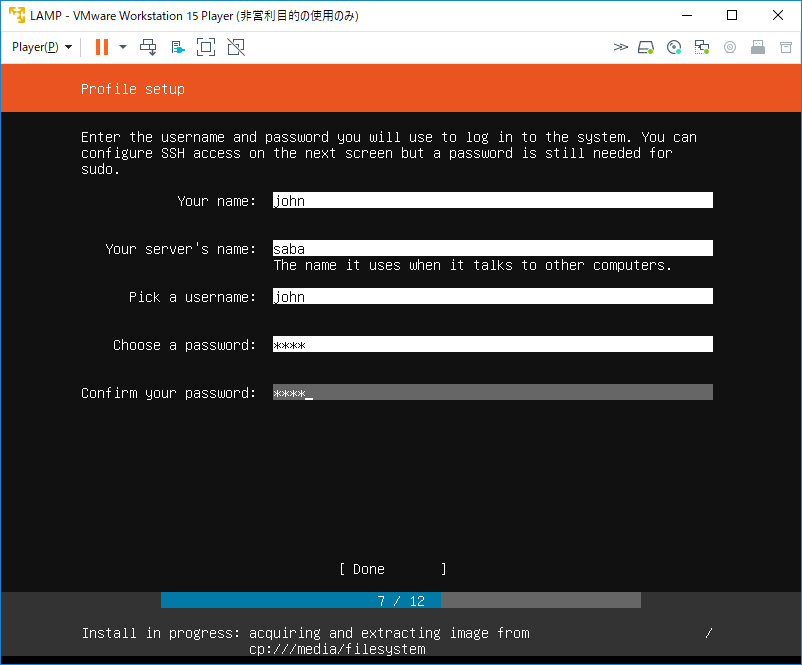 LAMP - VMware Workstation 15 Player (非営利目的の使用のみ)
Player(P)
Profile setup
Enter the username and password you will use to log in to the system. You can
configure SSH access on the next screen but a password is still needed for
sudo.
Your name: john
Your server's name: saba
The name it uses when it talks to other computers.
Pick a username: john
Choose a password: ****
Confirm your password: ****_
[ Done ]
7 / 12
Install in progress: acquiring and extracting image from /
cp:///media/filesystem